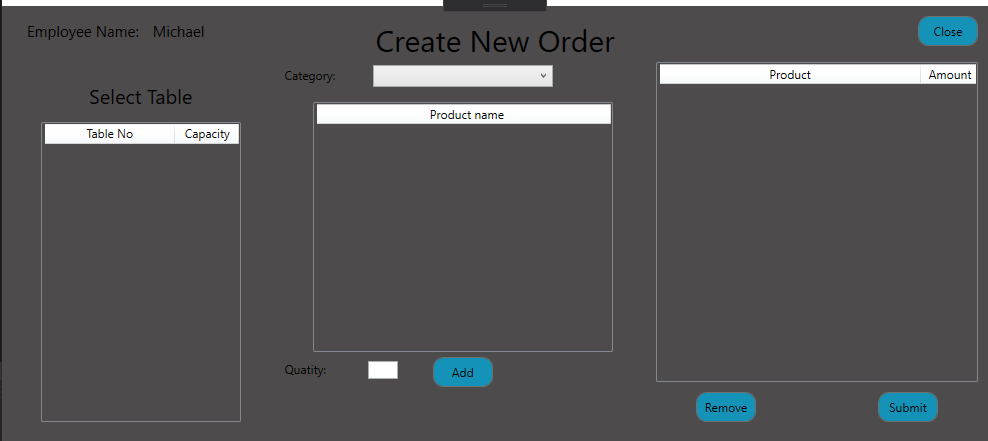 Employee Name: Michael
Create New Order
Close
Category:
Product Amount
Select Table
Product name
Table No Capacity
Quatity:
Add
Remove
Submit